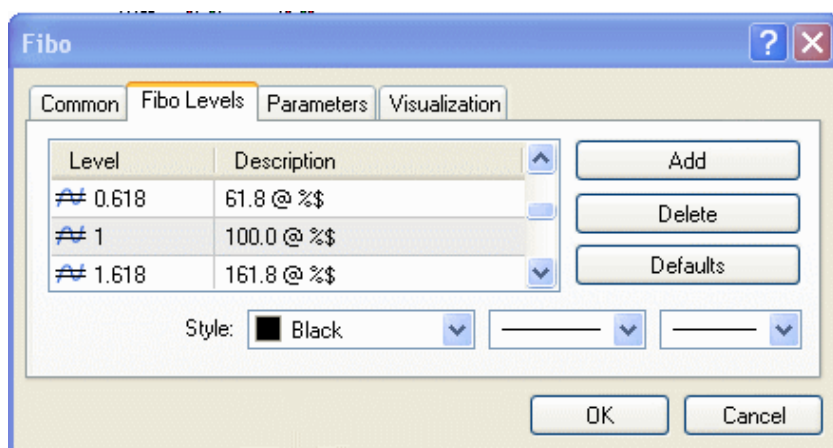 Fibo
Common Fibo Levels Parameters Visualization
Level Description
0.618 61.8 @ %$
1 100.0 @ %$
1.618 161.8 @ %$
Add
Delete
Defaults
Style: Black
OK Cancel